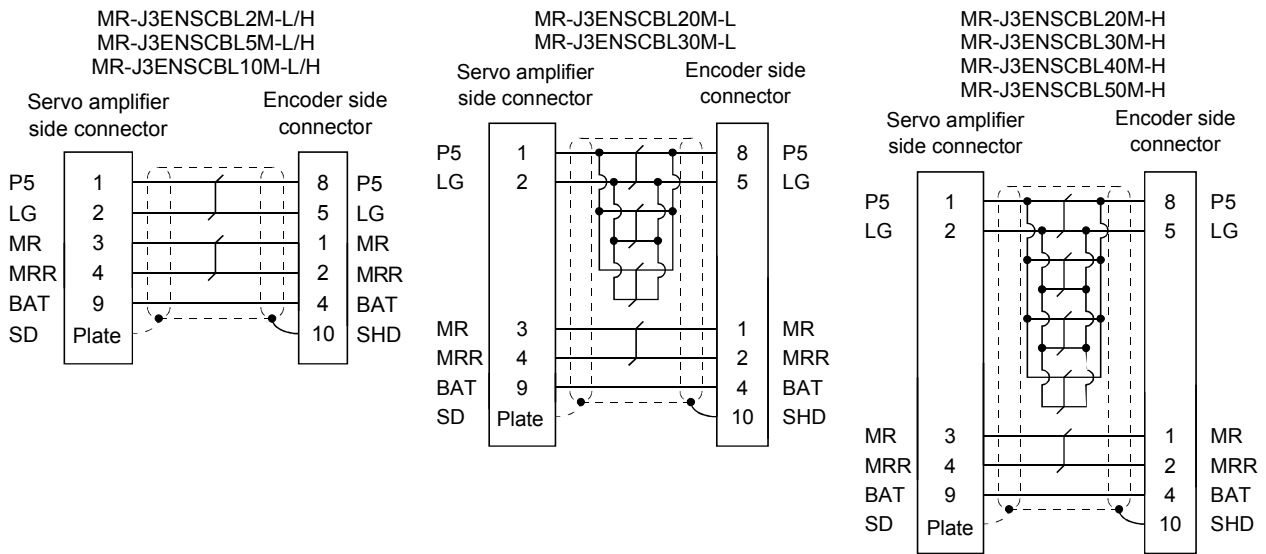 MR-J3ENSCBL2M-L/H
MR-J3ENSCBL5M-L/H
MR-J3ENSCBL10M-L/H
Servo amplifier
side connector
Encoder side
connector
P5 1 8 P5
LG 2 5 LG
MR 3 1 MR
MRR 4 2 MRR
BAT 9 4 BAT
SD Plate 10 SHD
MR-J3ENSCBL20M-L
MR-J3ENSCBL30M-L
Servo amplifier
side connector
Encoder side
connector
P5 1 8 P5
LG 2 5 LG
MR 3 1 MR
MRR 4 2 MRR
BAT 9 4 BAT
SD Plate 10 SHD
MR-J3ENSCBL20M-H
MR-J3ENSCBL30M-H
MR-J3ENSCBL40M-H
MR-J3ENSCBL50M-H
Servo amplifier
side connector
Encoder side
connector
P5 1 8 P5
LG 2 5 LG
MR 3 1 MR
MRR 4 2 MRR
BAT 9 4 BAT
SD Plate 10 SHD